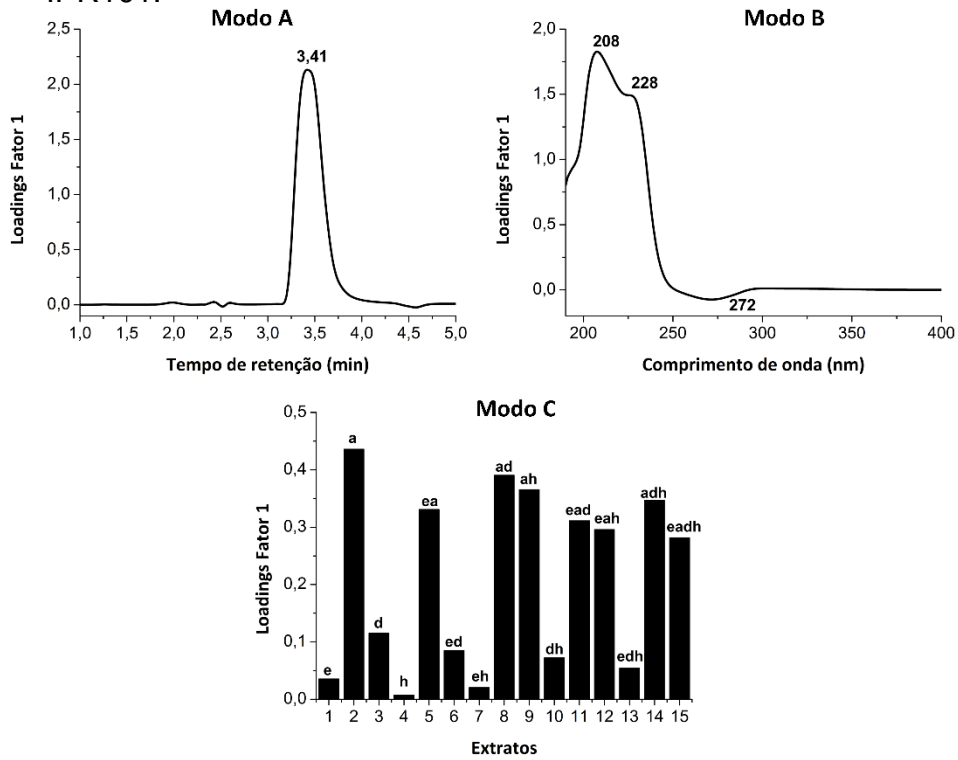 Modo A
Loadings Fator 1
2,5
2,0
1,5
1,0
0,5
0,0
3,41
1,0 1,5 2,0 2,5 3,0 3,5 4,0 4,5 5,0
Tempo de retenção (min)
Modo B
Loadings Fator 1
2,0
1,5
1,0
0,5
0,0
208
228
272
200 250 300 350 400
Comprimento de onda (nm)
Modo C
Loadings Fator 1
0,5
0,4
0,3
0,2
0,1
0,0
e a d h ea ed eh ad ah dh ead eah edh adh eadh
1 2 3 4 5 6 7 8 9 10 11 12 13 14 15
Extratos